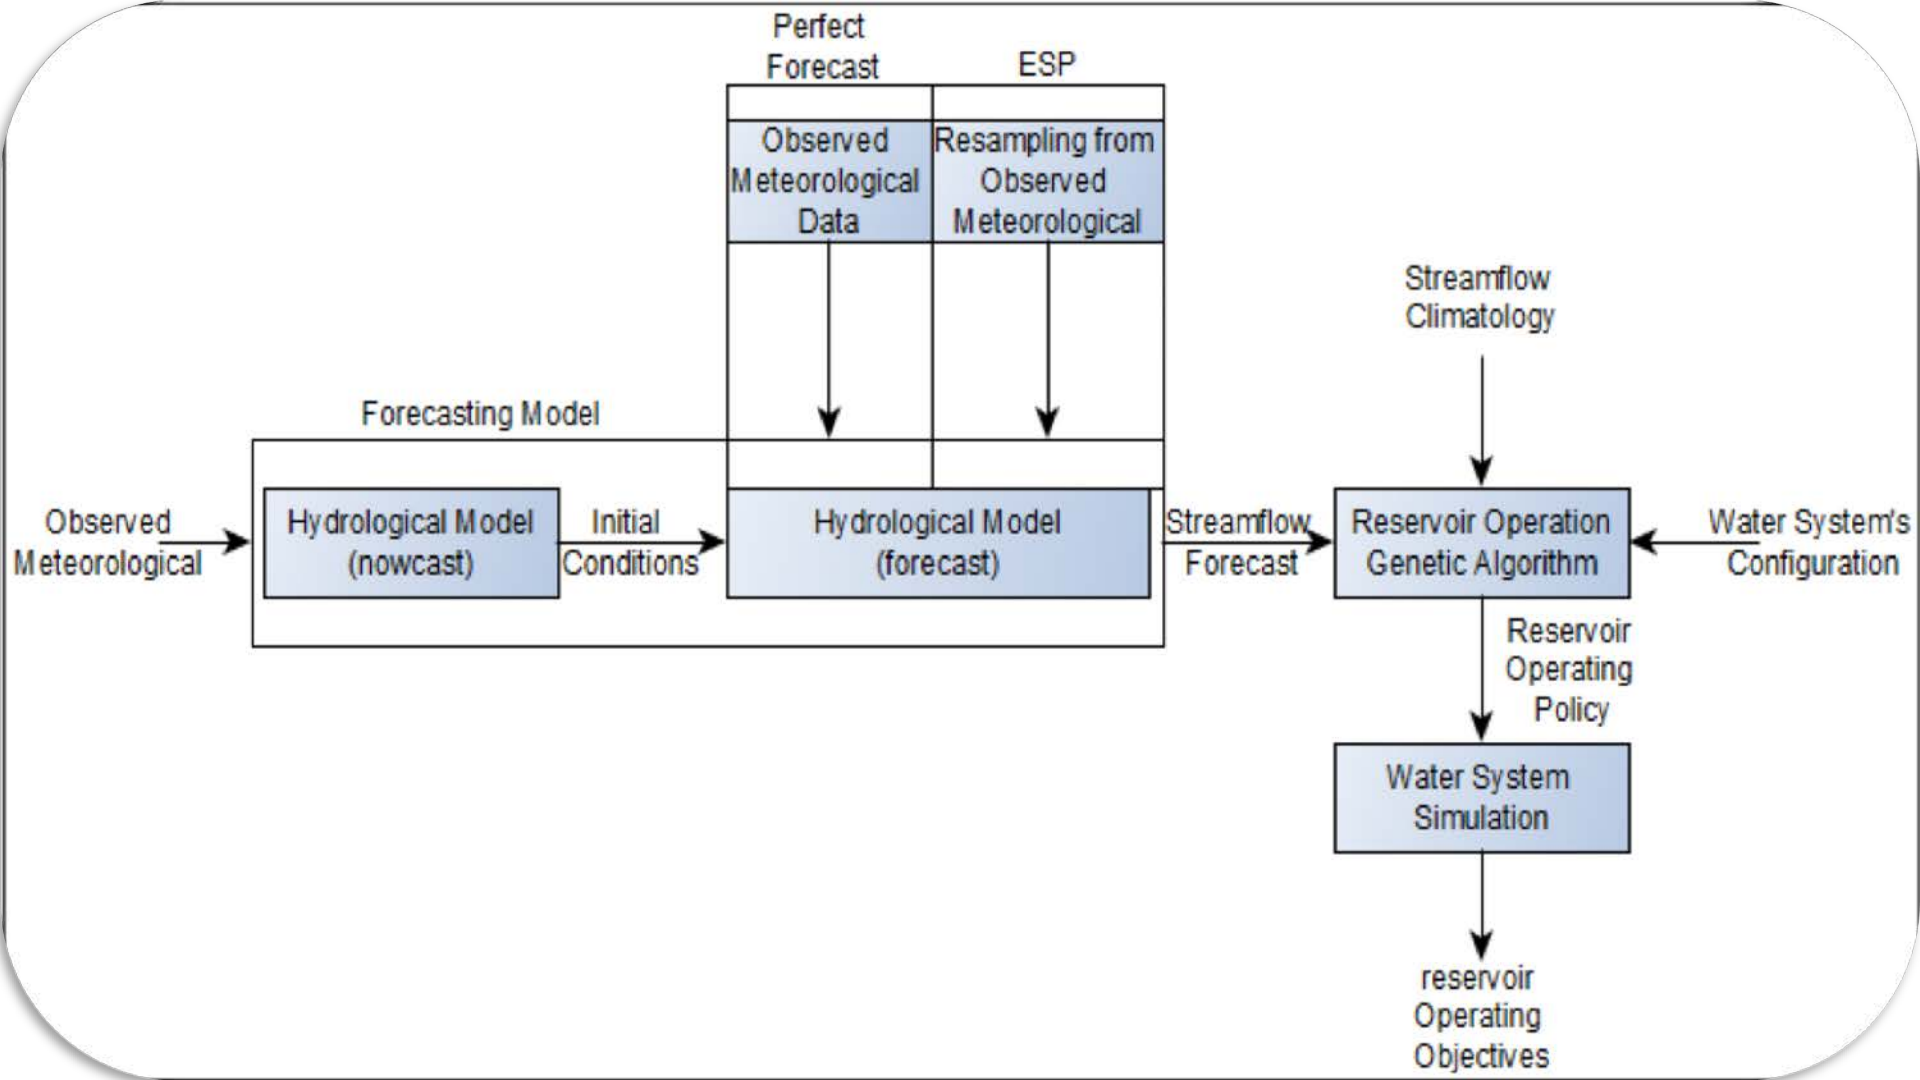 Perfect
Forecast
ESP
Observed
Meteorological
Data
Resampling from
Observed
Meteorological
Streamflow
Climatology
Forecasting Model
Observed
Meteorological
Hydrological Model
(nowcast)
Initial
Conditions
Hydrological Model
(forecast)
Streamflow
Forecast
Reservoir Operation
Genetic Algorithm
Water System's
Configuration
Reservoir
Operating
Policy
Water System
Simulation
reservoir
Operating
Objectives